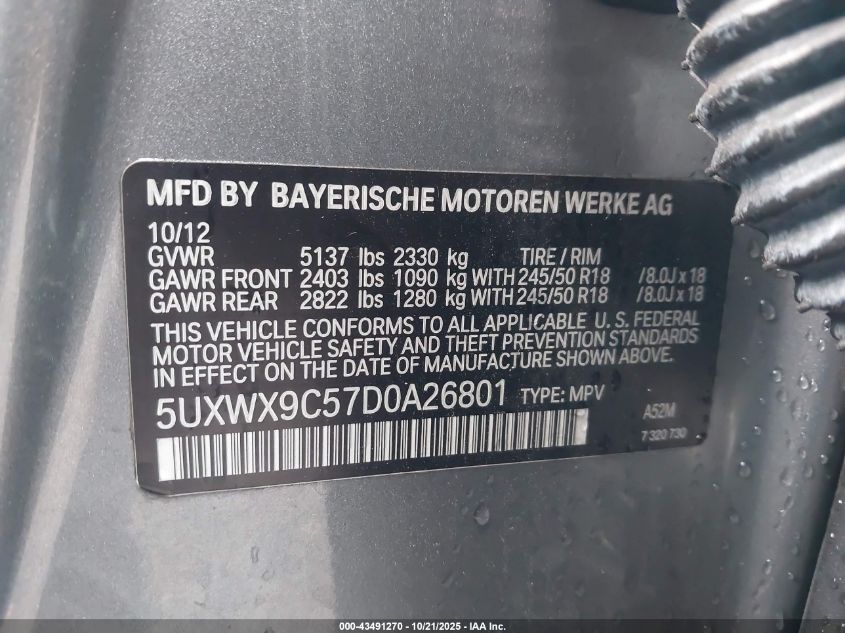 MFD BY BAYERISCHE MOTOREN WERKE AG
10/12
GVWR 5137 lbs 2330 kg TIRE / RIM
GAWR FRONT 2403 lbs 1090 kg WITH 245/50 R18 /8.0J x 18
GAWR REAR 2822 lbs 1280 kg WITH 245/50 R18 /8.0J x 18
THIS VEHICLE CONFORMS TO ALL APPLICABLE U.S. FEDERAL
MOTOR VEHICLE SAFETY AND THEFT PREVENTION STANDARDS
IN EFFECT ON THE DATE OF MANUFACTURE SHOWN ABOVE.
5UXWX9C57D0A26801 TYPE: MPV
A52M
7 320 730
000-43491270 - 10/21/2025 - IAA Inc.